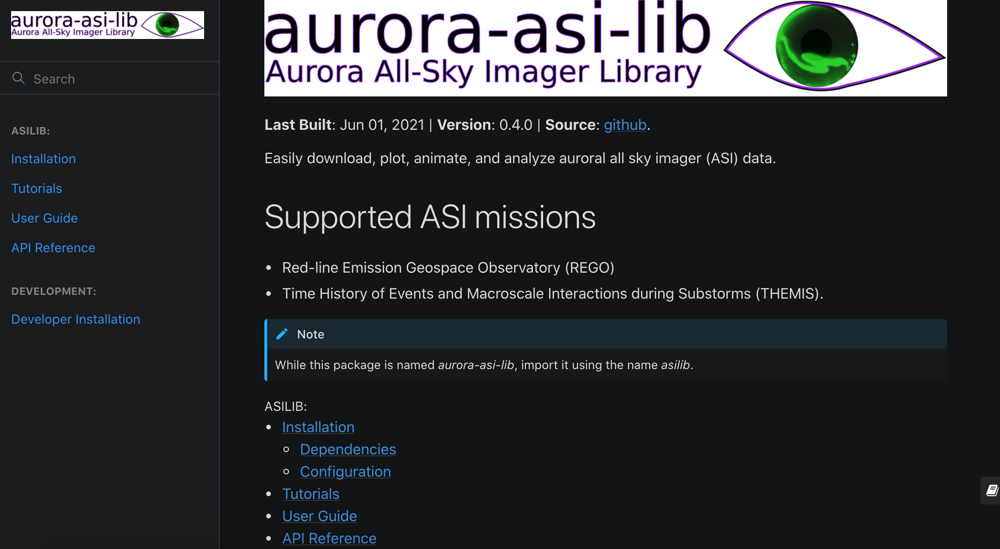 aurora-asi-lib
Aurora All-Sky Imager Library
Search
ASILIB:
Installation
Tutorials
User Guide
API Reference
DEVELOPMENT:
Developer Installation
aurora-asi-lib
Aurora All-Sky Imager Library
Last Built: Jun 01, 2021 | Version: 0.4.0 | Source: github.
Easily download, plot, animate, and analyze auroral all sky imager (ASI) data.
Supported ASI missions
• Red-line Emission Geospace Observatory (REGO)
• Time History of Events and Macroscale Interactions during Substorms (THEMIS).
Note
While this package is named aurora-asi-lib, import it using the name asilib.
ASILIB:
• Installation
◦ Dependencies
◦ Configuration
• Tutorials
• User Guide
• API Reference